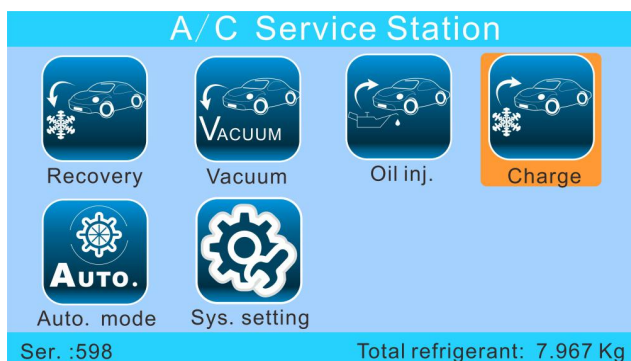 A/C Service Station
VACUUM
Recovery Vacuum Oil inj. Charge
AUTO.
Auto. mode Sys. setting
Ser. :598 Total refrigerant: 7.967 Kg